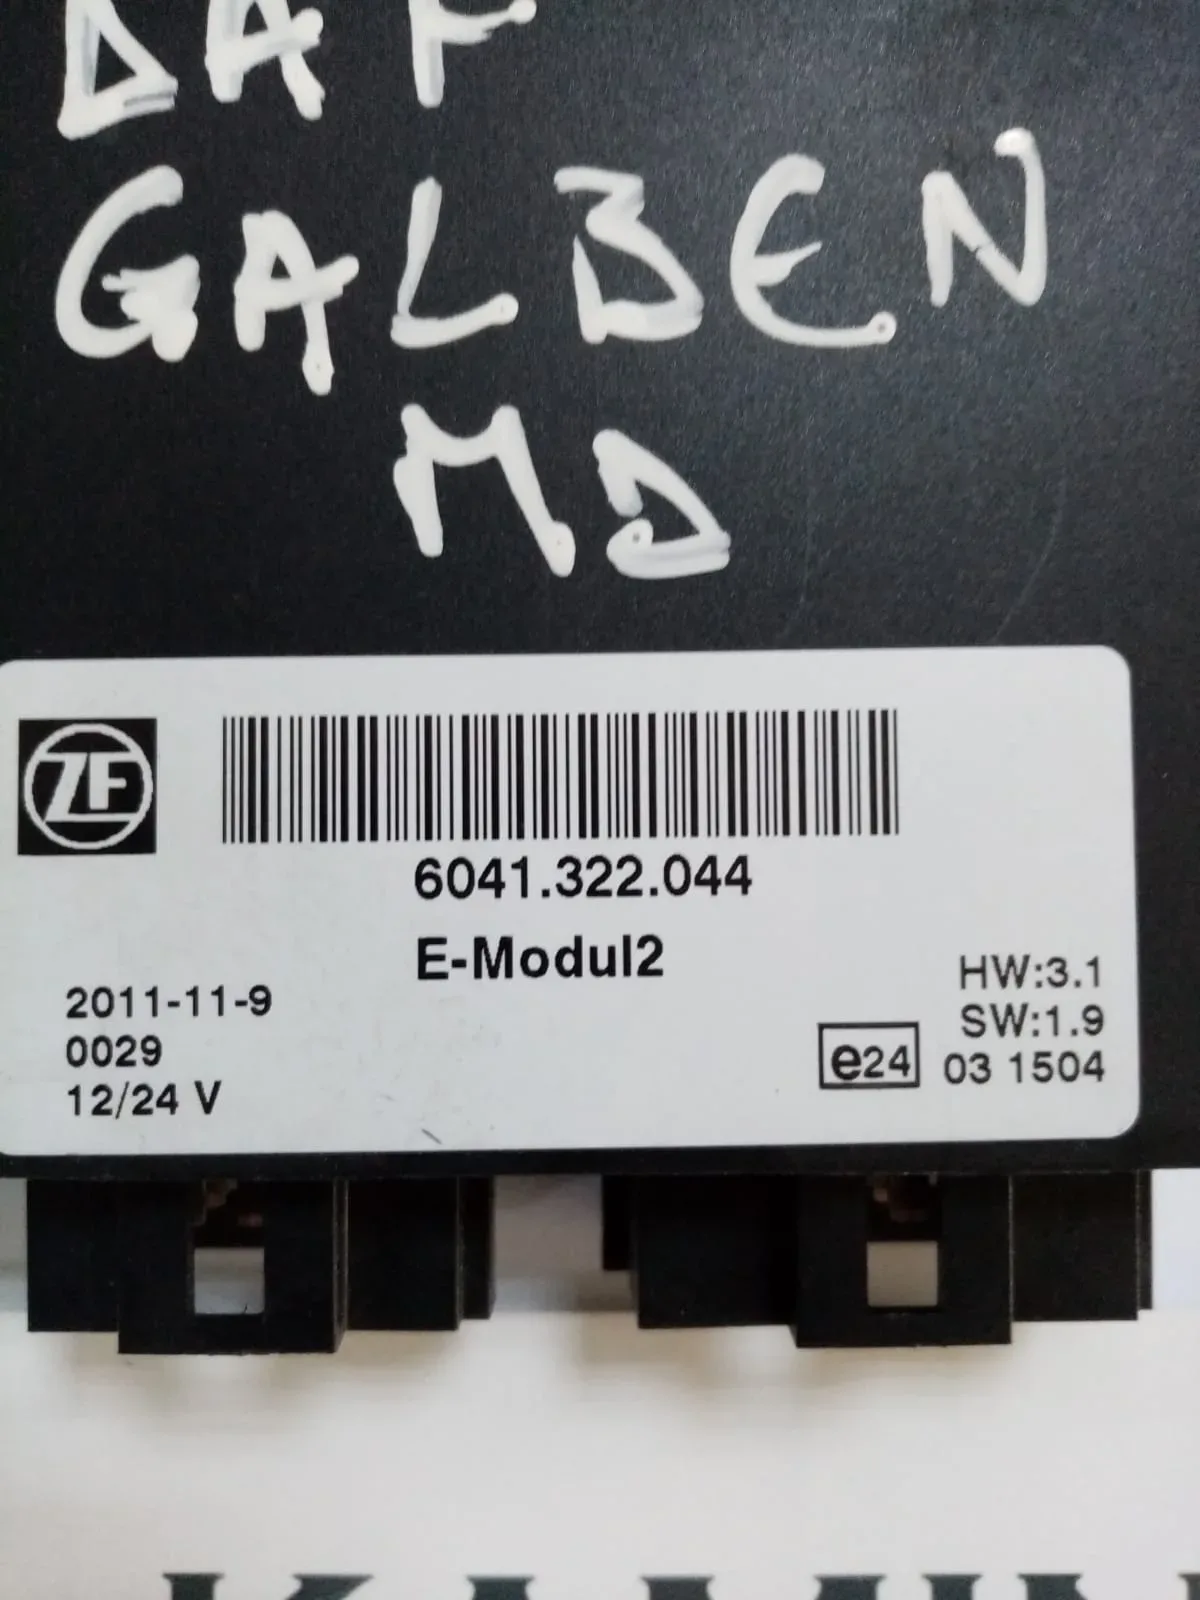 DAF
GALBEN
MD
ZF
6041.322.044
E-Modul2
2011-11-9
0029
12/24 V
HW:3.1
SW:1.9
e24 03 1504